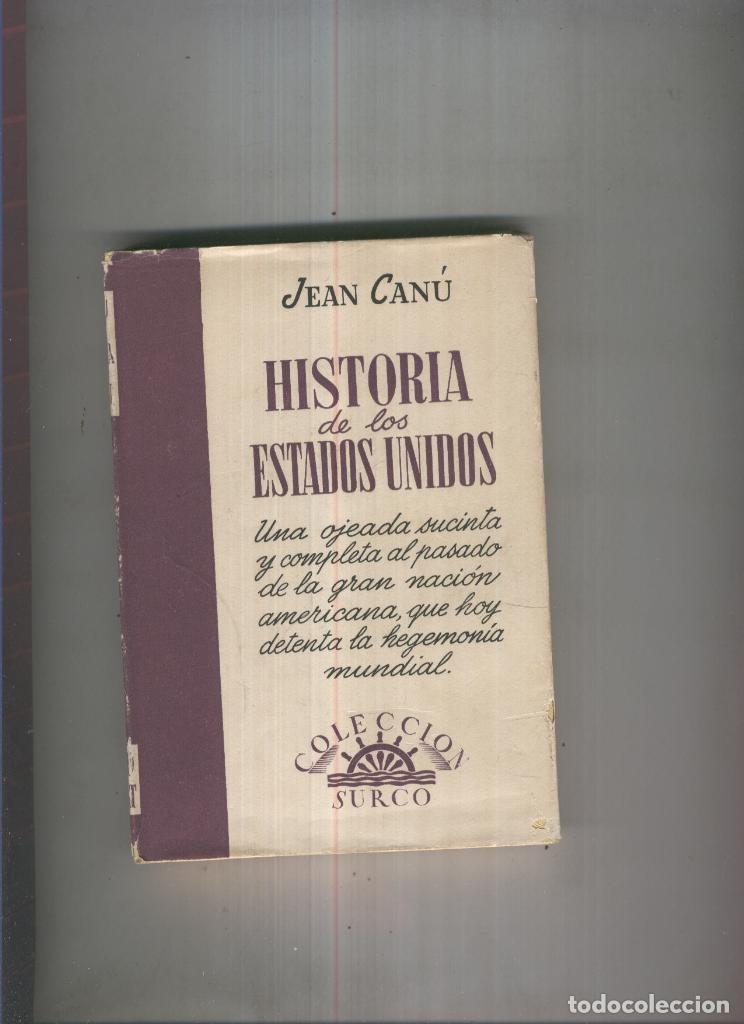 JEAN CANÚ
HISTORIA
de los
ESTADOS UNIDOS
Una ojeada sucinta
y completa al pasado
de la gran nación
americana, que hoy
detenta la hegemonía
mundial.
COLECCION
SURCO
todocoleccion